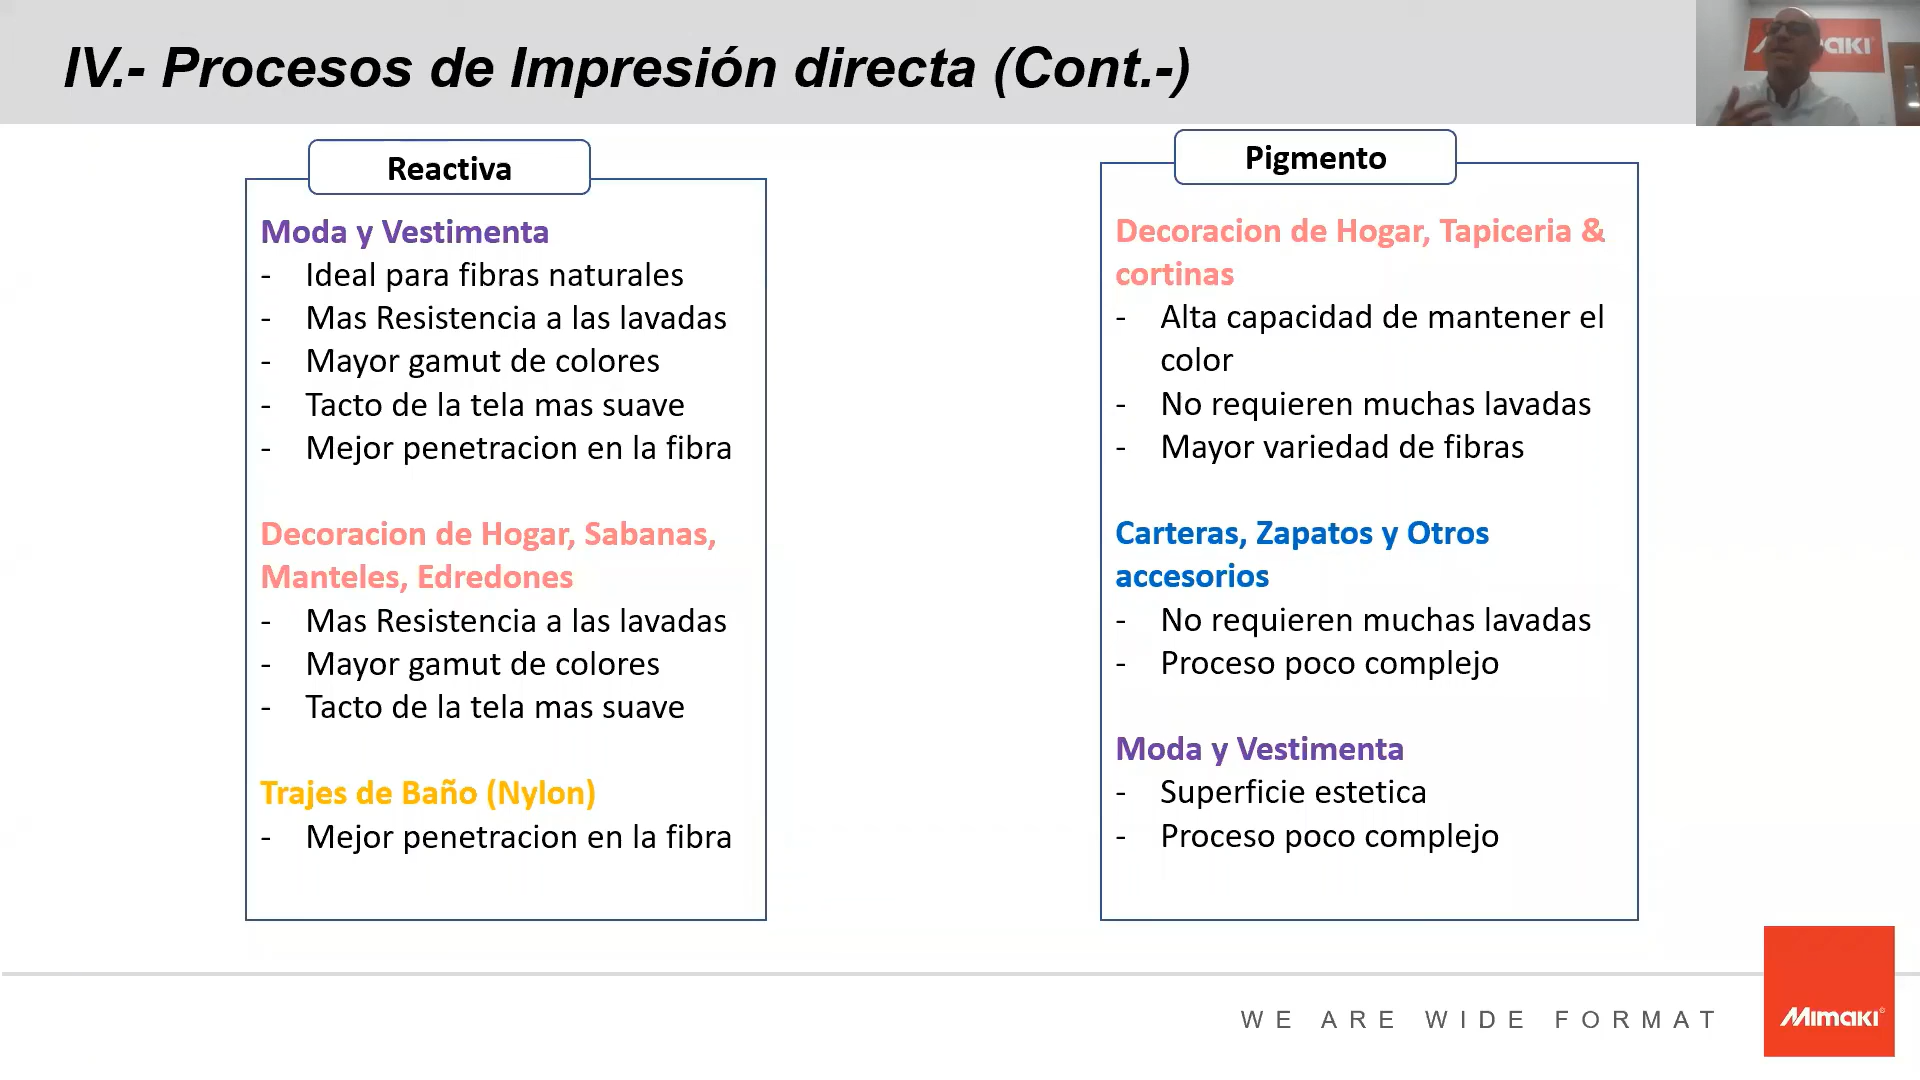 IV.- Procesos de Impresión directa (Cont.-)
Mimaki
Reactiva
Moda y Vestimenta
- Ideal para fibras naturales
- Mas Resistencia a las lavadas
- Mayor gamut de colores
- Tacto de la tela mas suave
- Mejor penetracion en la fibra
Decoracion de Hogar, Sabanas,
Manteles, Edredones
- Mas Resistencia a las lavadas
- Mayor gamut de colores
- Tacto de la tela mas suave
Trajes de Baño (Nylon)
- Mejor penetracion en la fibra
Pigmento
Decoracion de Hogar, Tapiceria &
cortinas
- Alta capacidad de mantener el
color
- No requieren muchas lavadas
- Mayor variedad de fibras
Carteras, Zapatos y Otros
accesorios
- No requieren muchas lavadas
- Proceso poco complejo
Moda y Vestimenta
- Superficie estetica
- Proceso poco complejo
WE ARE WIDE FORMAT
Mimaki